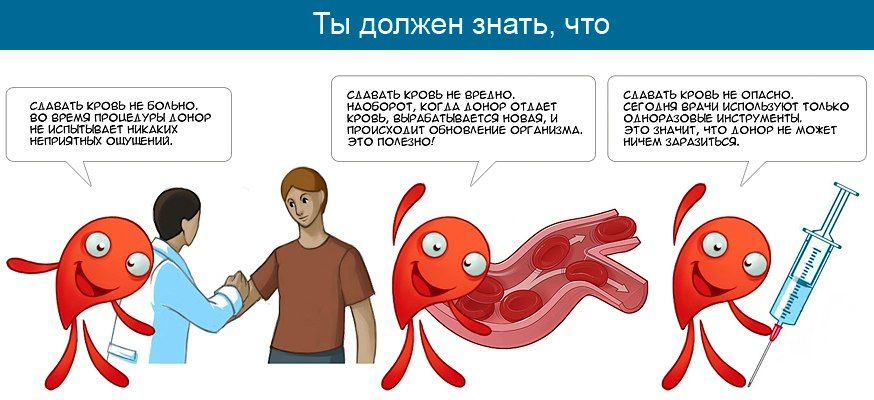 Ты должен знать, что
СДАВАТЬ КРОВЬ НЕ БОЛЬНО.
ВО ВРЕМЯ ПРОЦЕДУРЫ ДОНОР
НЕ ИСПЫТЫВАЕТ НИКАКИХ
НЕПРИЯТНЫХ ОЩУЩЕНИЙ.
СДАВАТЬ КРОВЬ НЕ ВРЕДНО.
НАОБОРОТ, КОГДА ДОНОР ОТДАЕТ
КРОВЬ, ВЫРАБАТЫВАЕТСЯ НОВАЯ, И
ПРОИСХОДИТ ОБНОВЛЕНИЕ ОРГАНИЗМА.
ЭТО ПОЛЕЗНО!
СДАВАТЬ КРОВЬ НЕ ОПАСНО.
СЕГОДНЯ ВРАЧИ ИСПОЛЬЗУЮТ ТОЛЬКО
ОДНОРАЗОВЫЕ ИНСТРУМЕНТЫ.
ЭТО ЗНАЧИТ, ЧТО ДОНОР НЕ МОЖЕТ
НИЧЕМ ЗАРАЗИТЬСЯ.